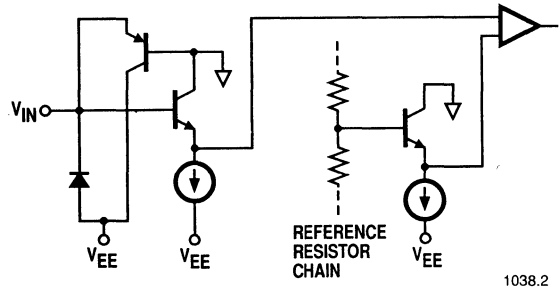 VIN
VEE
VEE
REFERENCE
RESISTOR
CHAIN
VEE
1038.2